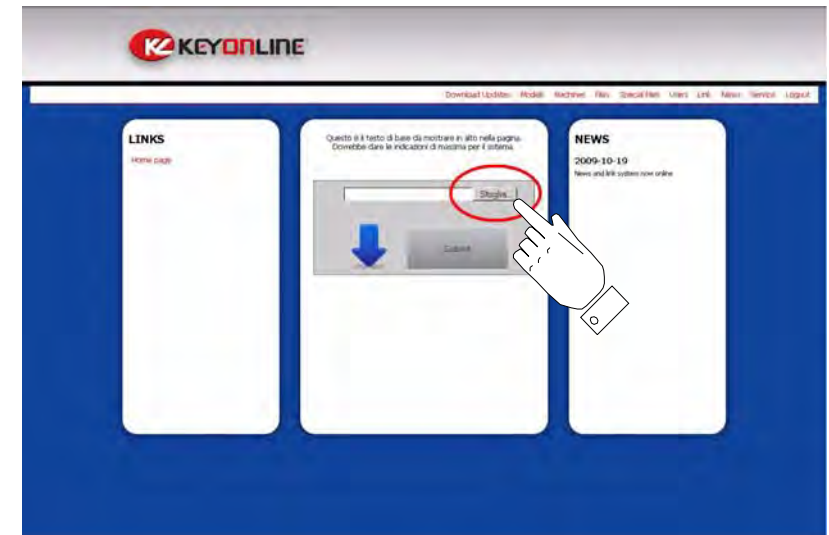 KEYONLINE
Download Updates Modelli Machines Files Special Files Users Link News Service Logout
LINKS
Home page
Questo è il testo di base da mostrare in alto nella pagina.
Dovrebbe dare le indicazioni di massima per il sistema.
Sfoglia...
Submit
NEWS
2009-10-19
News and link system now online